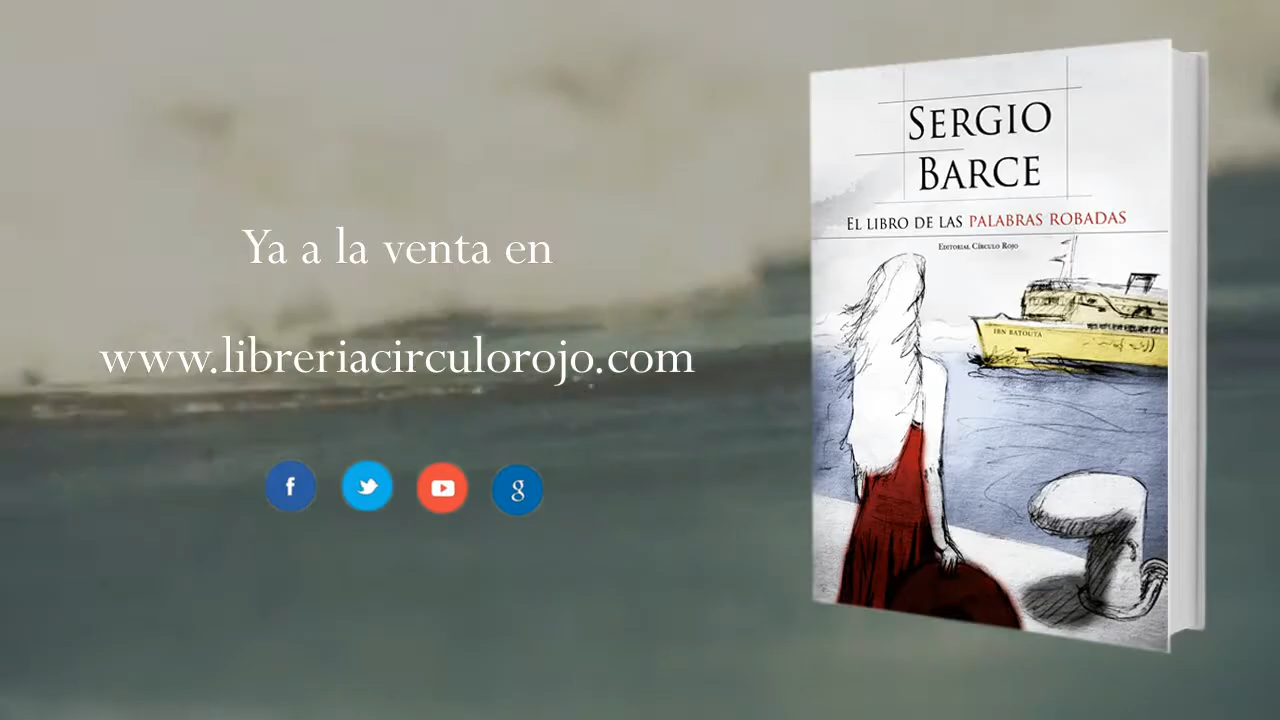 Ya a la venta en
www.libreriacirculorojo.com
f
g
SERGIO
BARCE
EL LIBRO DE LAS PALABRAS ROBADAS
EDITORIAL CÍRCULO ROJO
IBN BATOUTA